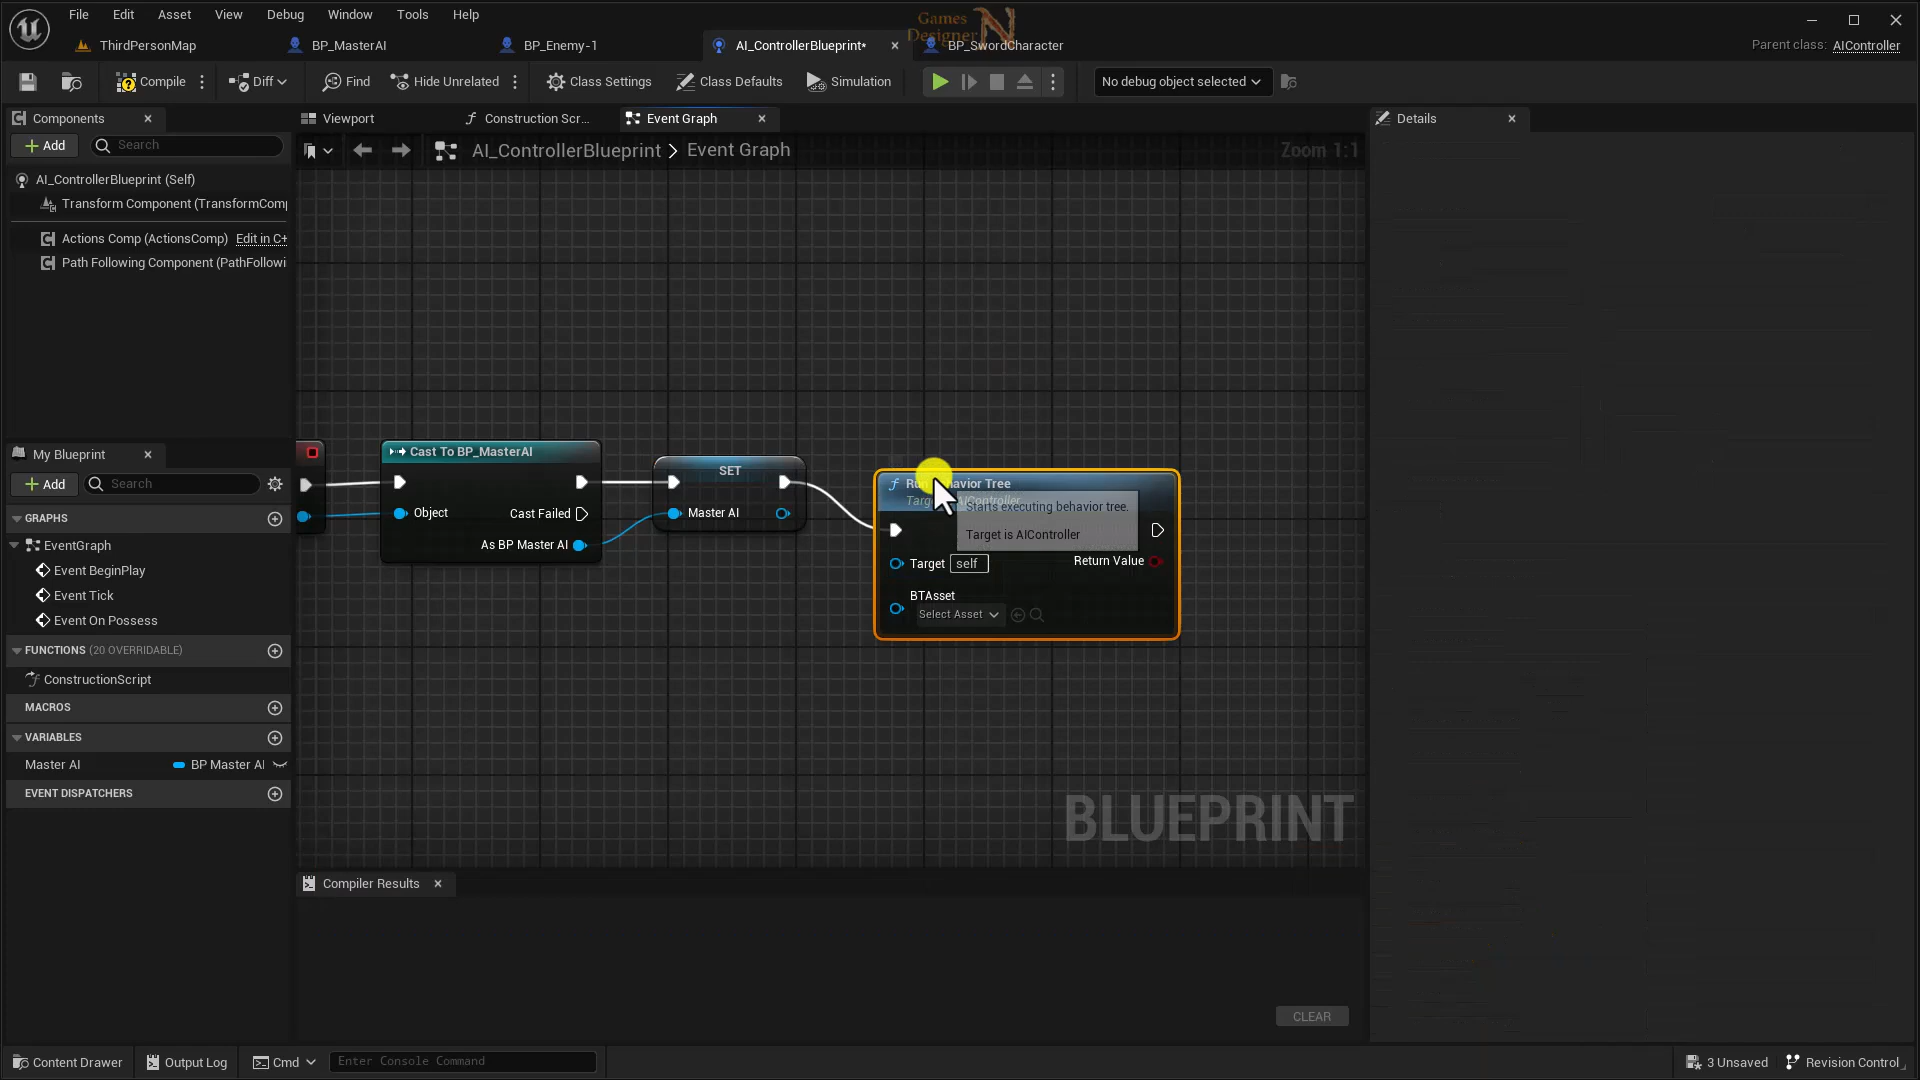 File Edit Asset View Debug Window Tools Help
Games Designer N
ThirdPersonMap BP_MasterAI BP_Enemy-1 AI_ControllerBlueprint* BP_SwordCharacter
Parent class: AIController
Compile Diff Find Hide Unrelated Class Settings Class Defaults Simulation No debug object selected
Components
Viewport Construction Scr... Event Graph
Details
Add Search
AI_ControllerBlueprint > Event Graph
Zoom 1:1
AI_ControllerBlueprint (Self)
Transform Component (TransformComp
Actions Comp (ActionsComp) Edit in C+
Path Following Component (PathFollowi
My Blueprint
Add Search
GRAPHS
EventGraph
Event BeginPlay
Event Tick
Event On Possess
FUNCTIONS (20 OVERRIDABLE)
ConstructionScript
MACROS
VARIABLES
Master AI BP Master AI
EVENT DISPATCHERS
Cast To BP_MasterAI
Object Cast Failed
As BP Master AI
SET
Master AI
Run Behavior Tree
Target AIController
Starts executing behavior tree.
Target is AIController
Target self Return Value
BTAsset
Select Asset
BLUEPRINT
Compiler Results
CLEAR
Content Drawer Output Log Cmd Enter Console Command
3 Unsaved Revision Control